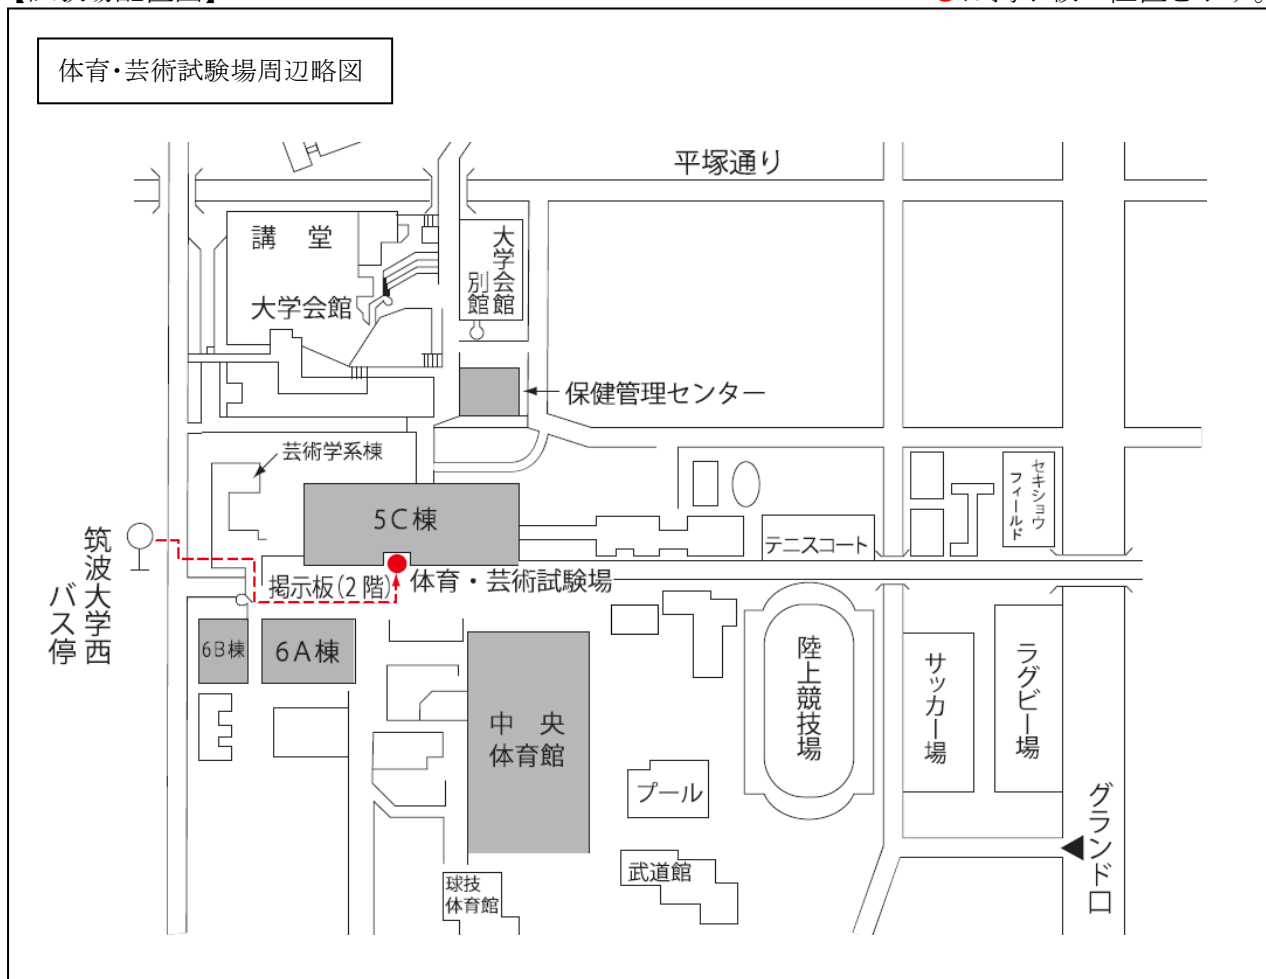 体育・芸術試験場周辺略図
平塚通り
講 堂
大学会館
大学会館
別館
保健管理センター
芸術学系棟
5C棟
セキショウ
フィールド
テニスコート
筑波大学西
バス停
掲示板(2階)
体育・芸術試験場
6B棟
6A棟
中 央
体育館
陸上競技場
サッカー場
ラグビー場
プール
グランド口
武道館
球技
体育館